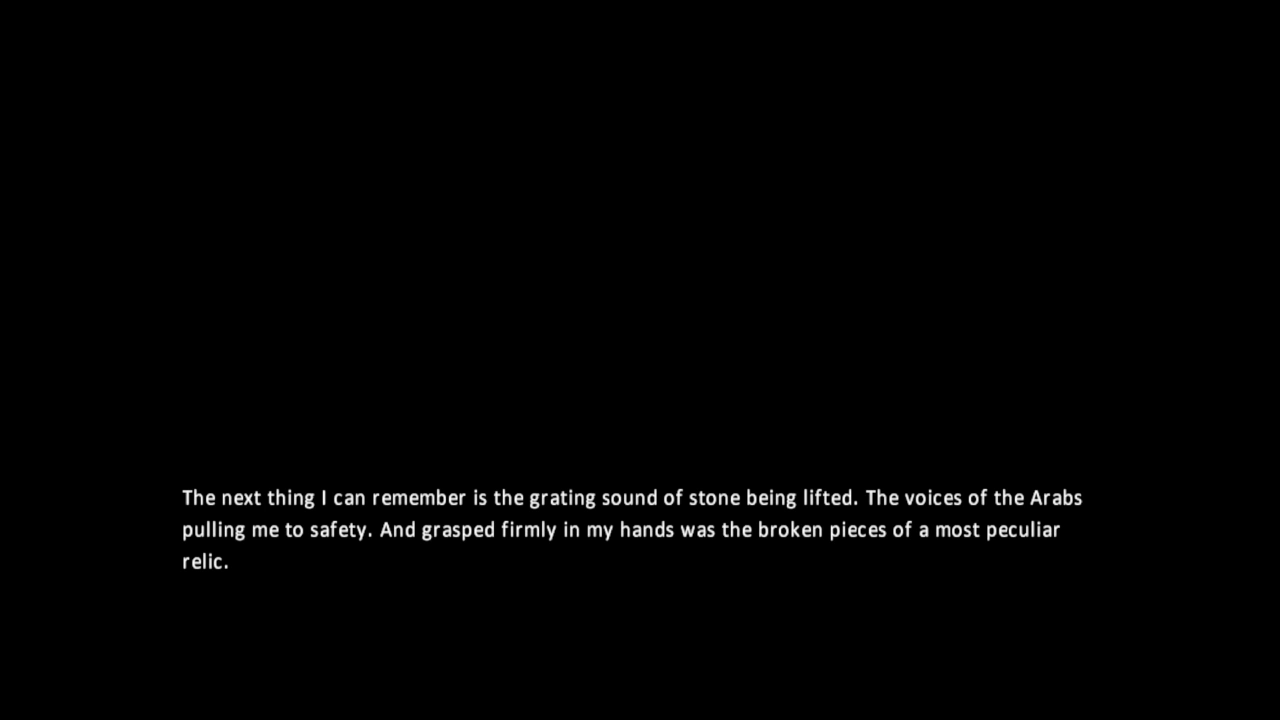 The next thing I can remember is the grating sound of stone being lifted. The voices of the Arabs
pulling me to safety. And grasped firmly in my hands was the broken pieces of a most peculiar
relic.